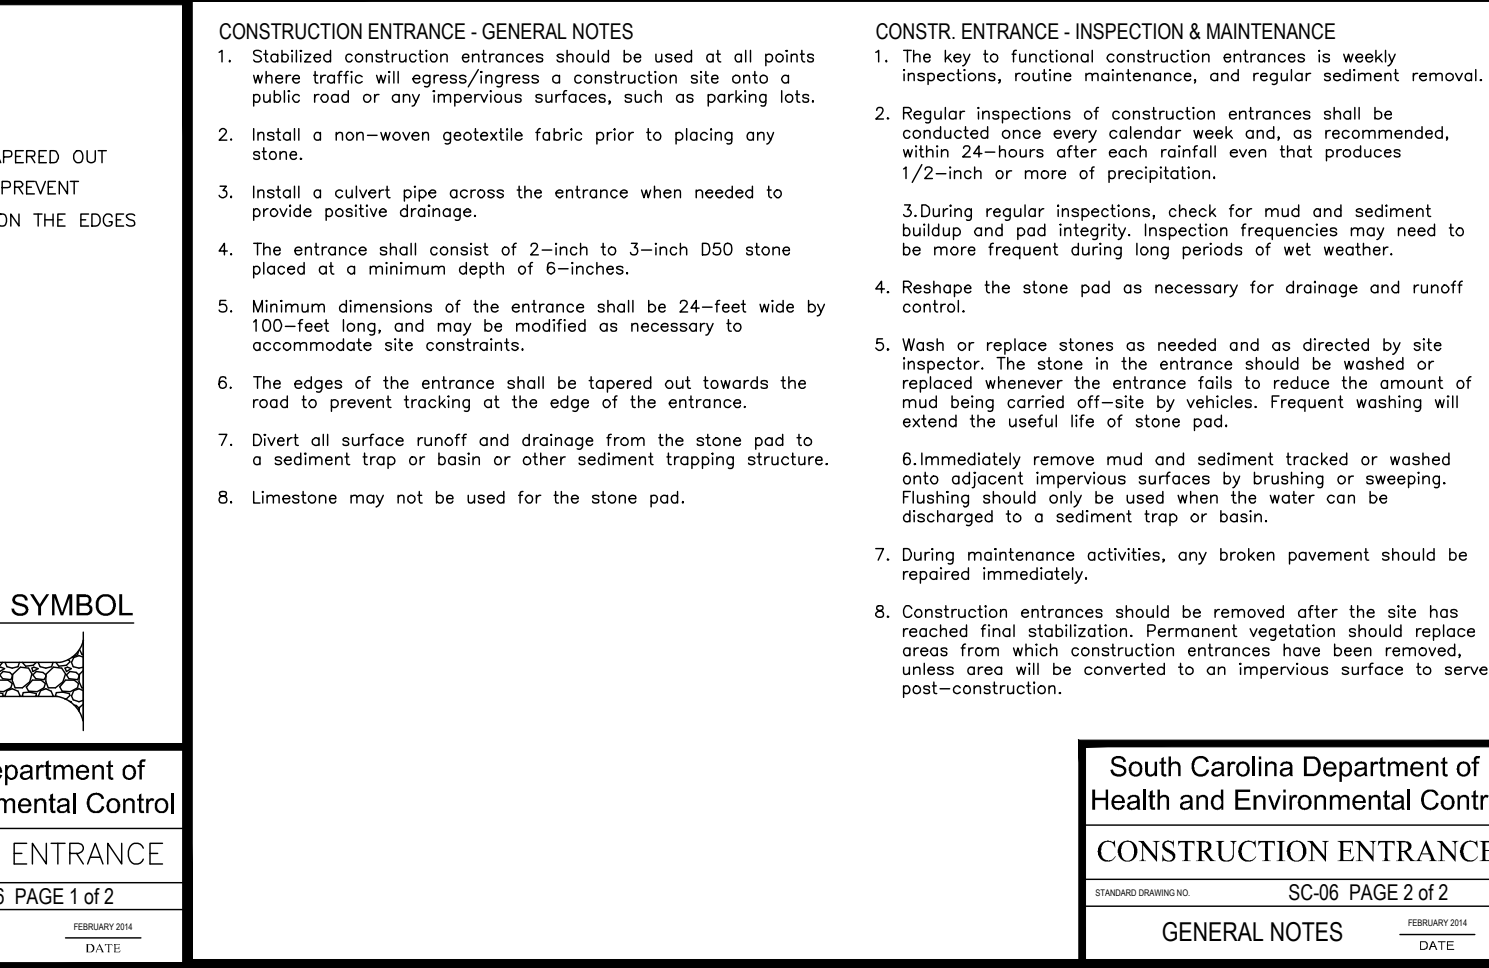 APERED OUT
PREVENT
ON THE EDGES
SYMBOL
epartment of
mental Control
ENTRANCE
6 PAGE 1 of 2
FEBRUARY 2014
DATE
CONSTRUCTION ENTRANCE - GENERAL NOTES
1. Stabilized construction entrances should be used at all points
where traffic will egress/ingress a construction site onto a
public road or any impervious surfaces, such as parking lots.
2. Install a non-woven geotextile fabric prior to placing any
stone.
3. Install a culvert pipe across the entrance when needed to
provide positive drainage.
4. The entrance shall consist of 2-inch to 3-inch D50 stone
placed at a minimum depth of 6-inches.
5. Minimum dimensions of the entrance shall be 24-feet wide by
100-feet long, and may be modified as necessary to
accommodate site constraints.
6. The edges of the entrance shall be tapered out towards the
road to prevent tracking at the edge of the entrance.
7. Divert all surface runoff and drainage from the stone pad to
a sediment trap or basin or other sediment trapping structure.
8. Limestone may not be used for the stone pad.
CONSTR. ENTRANCE - INSPECTION & MAINTENANCE
1. The key to functional construction entrances is weekly
inspections, routine maintenance, and regular sediment removal.
2. Regular inspections of construction entrances shall be
conducted once every calendar week and, as recommended,
within 24-hours after each rainfall even that produces
1/2-inch or more of precipitation.
3.During regular inspections, check for mud and sediment
buildup and pad integrity. Inspection frequencies may need to
be more frequent during long periods of wet weather.
4. Reshape the stone pad as necessary for drainage and runoff
control.
5. Wash or replace stones as needed and as directed by site
inspector. The stone in the entrance should be washed or
replaced whenever the entrance fails to reduce the amount of
mud being carried off-site by vehicles. Frequent washing will
extend the useful life of stone pad.
6.Immediately remove mud and sediment tracked or washed
onto adjacent impervious surfaces by brushing or sweeping.
Flushing should only be used when the water can be
discharged to a sediment trap or basin.
7. During maintenance activities, any broken pavement should be
repaired immediately.
8. Construction entrances should be removed after the site has
reached final stabilization. Permanent vegetation should replace
areas from which construction entrances have been removed,
unless area will be converted to an impervious surface to serve
post-construction.
South Carolina Department of
Health and Environmental Contr
CONSTRUCTION ENTRANCE
STANDARD DRAWING NO. SC-06 PAGE 2 of 2
GENERAL NOTES
FEBRUARY 2014
DATE